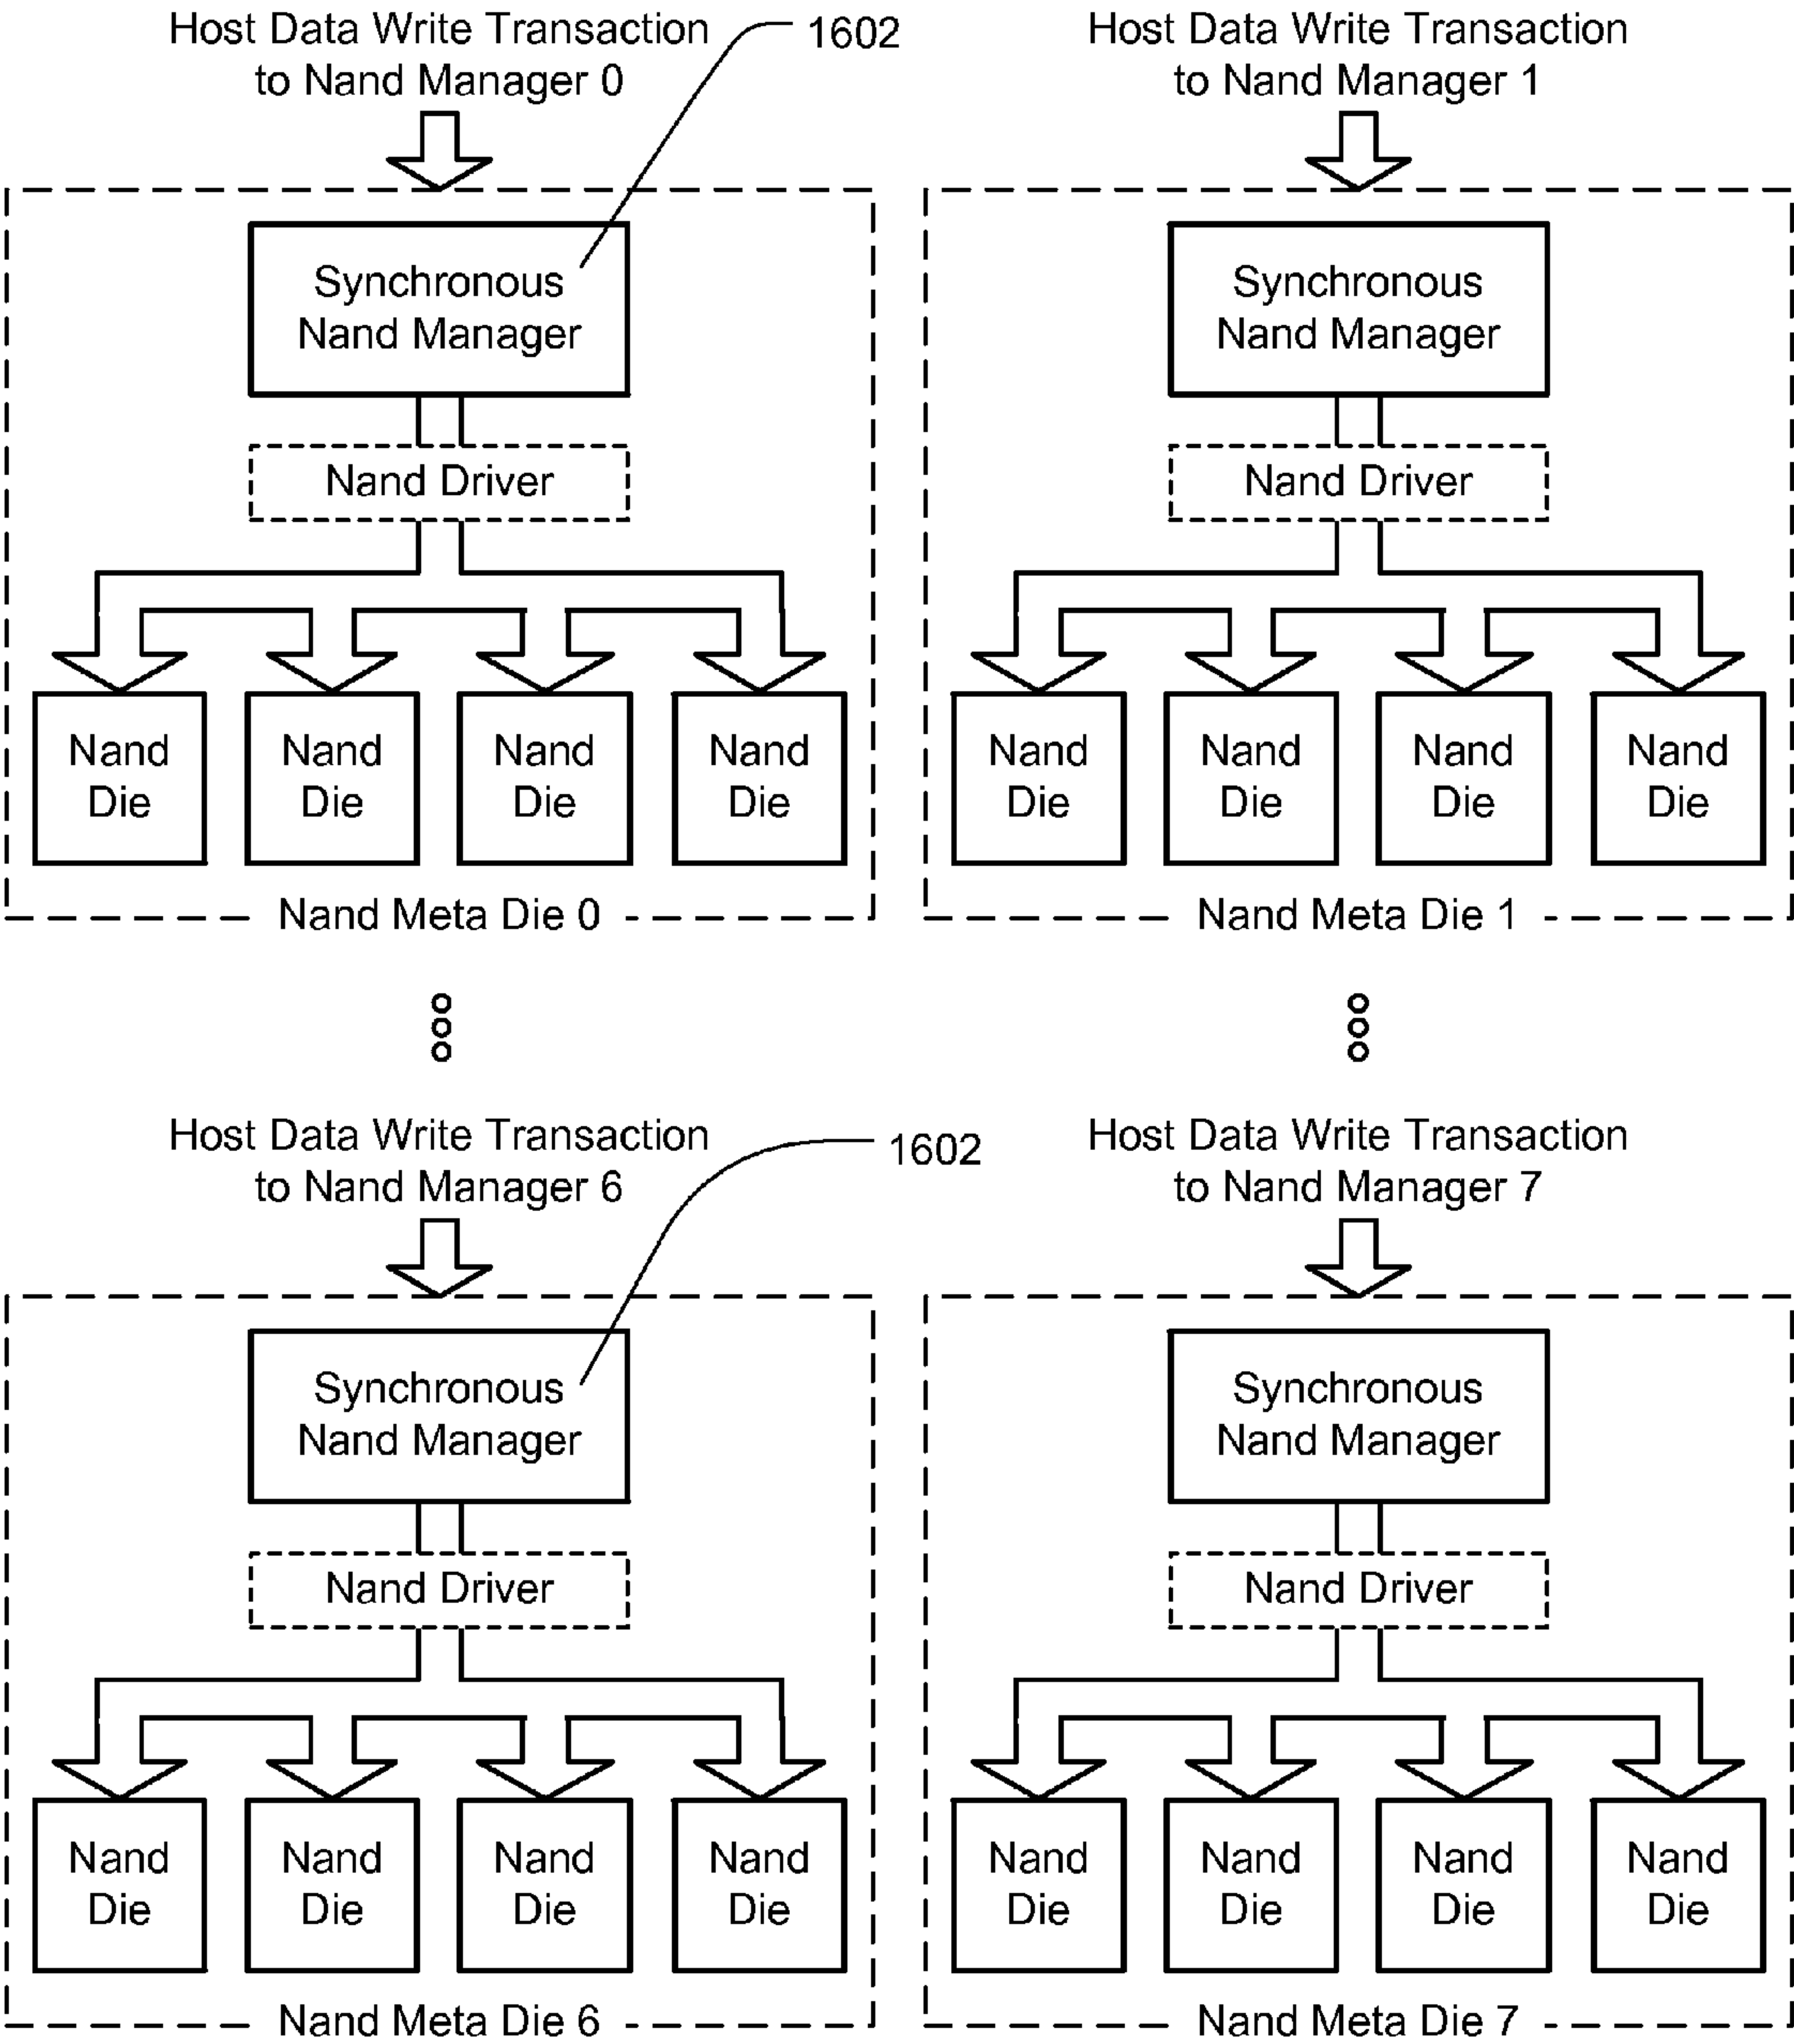 Host Data Write Transaction
to Nand Manager 0
1602
Host Data Write Transaction
to Nand Manager 1
Synchronous
Nand Manager
Synchronous
Nand Manager
Nand Driver
Nand Driver
Nand
Die
Nand
Die
Nand
Die
Nand
Die
Nand
Die
Nand
Die
Nand
Die
Nand
Die
Nand Meta Die 0
Nand Meta Die 1
Host Data Write Transaction
to Nand Manager 6
1602
Host Data Write Transaction
to Nand Manager 7
Synchronous
Nand Manager
Synchronous
Nand Manager
Nand Driver
Nand Driver
Nand
Die
Nand
Die
Nand
Die
Nand
Die
Nand
Die
Nand
Die
Nand
Die
Nand
Die
Nand Meta Die 6
Nand Meta Die 7